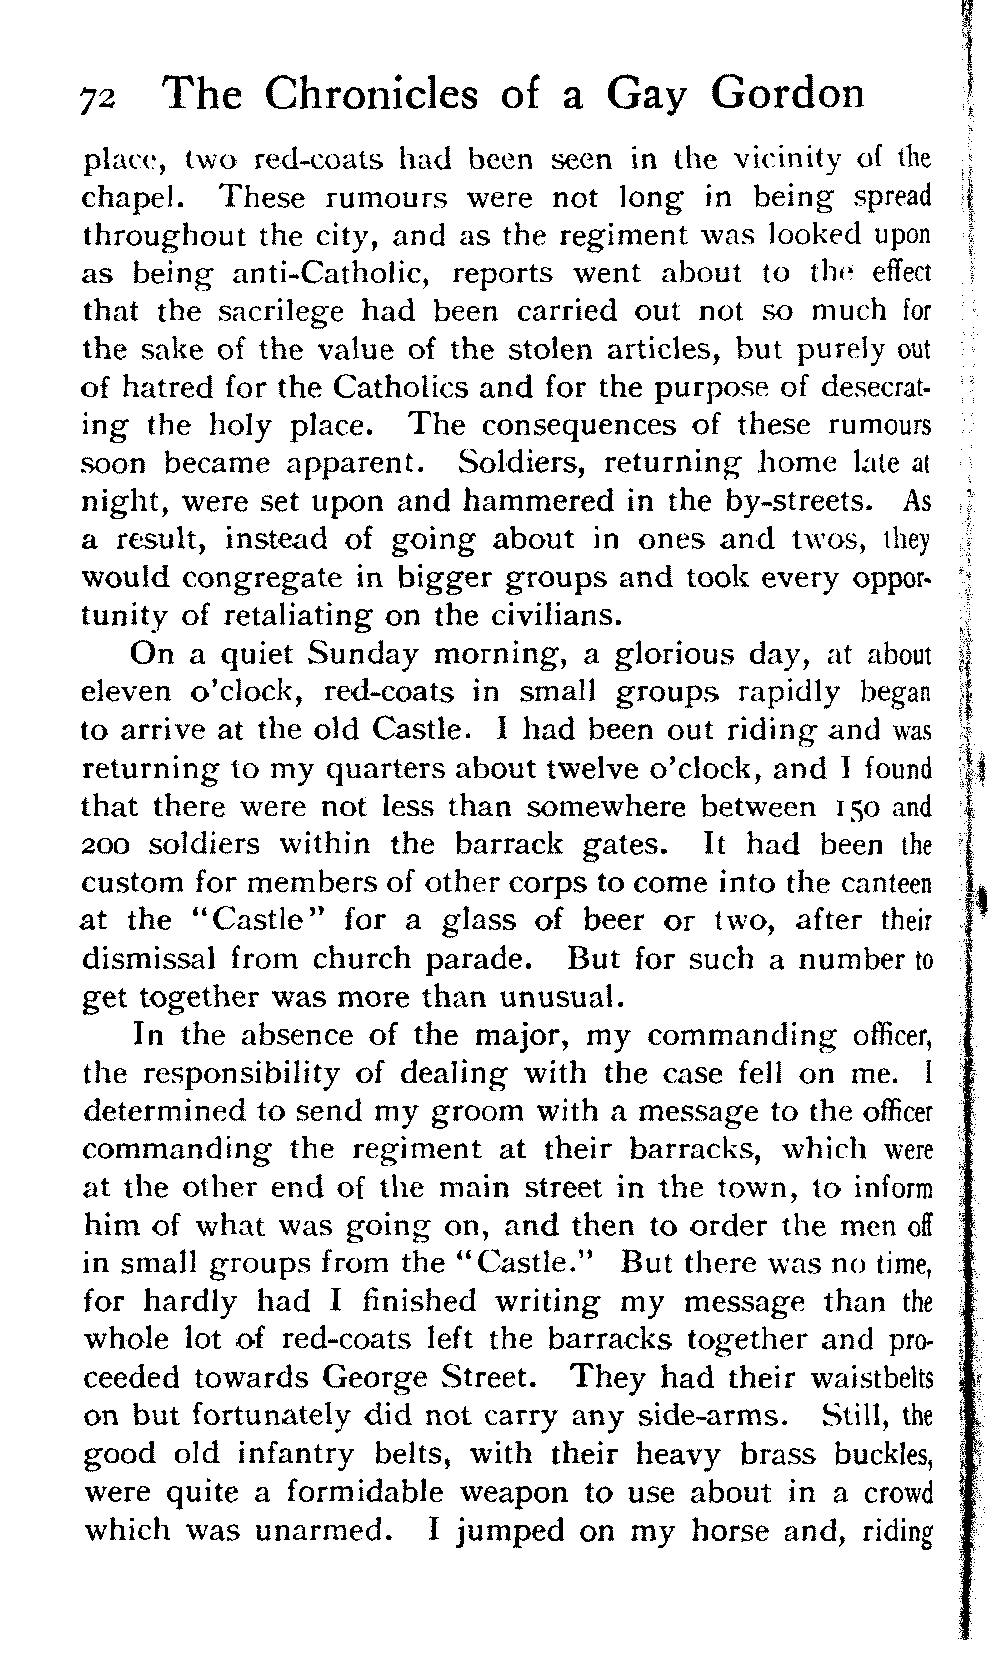 72 The Chronicles of a Gay Gordon
place, two red-coats had been seen in the vicinity of the
chapel. These rumours were not long in being spread
throughout the city, and as the regiment was looked upon
as being anti-Catholic, reports went about to the effect
that the sacrilege had been carried out not so much for
the sake of the value of the stolen articles, but purely out
of hatred for the Catholics and for the purpose of desecrat-
ing the holy place. The consequences of these rumours
soon became apparent. Soldiers, returning home late at
night, were set upon and hammered in the by-streets. As
a result, instead of going about in ones and twos, they
would congregate in bigger groups and took every oppor-
tunity of retaliating on the civilians.
On a quiet Sunday morning, a glorious day, at about
eleven o'clock, red-coats in small groups rapidly began
to arrive at the old Castle. I had been out riding and was
returning to my quarters about twelve o'clock, and I found
that there were not less than somewhere between 150 and
200 soldiers within the barrack gates. It had been the
custom for members of other corps to come into the canteen
at the "Castle" for a glass of beer or two, after their
dismissal from church parade. But for such a number to
get together was more than unusual.
In the absence of the major, my commanding officer,
the responsibility of dealing with the case fell on me. I
determined to send my groom with a message to the officer
commanding the regiment at their barracks, which were
at the other end of the main street in the town, to inform
him of what was going on, and then to order the men off
in small groups from the "Castle." But there was no time,
for hardly had I finished writing my message than the
whole lot of red-coats left the barracks together and pro-
ceeded towards George Street. They had their waistbelts
on but fortunately did not carry any side-arms. Still, the
good old infantry belts, with their heavy brass buckles,
were quite a formidable weapon to use about in a crowd
which was unarmed. I jumped on my horse and, riding